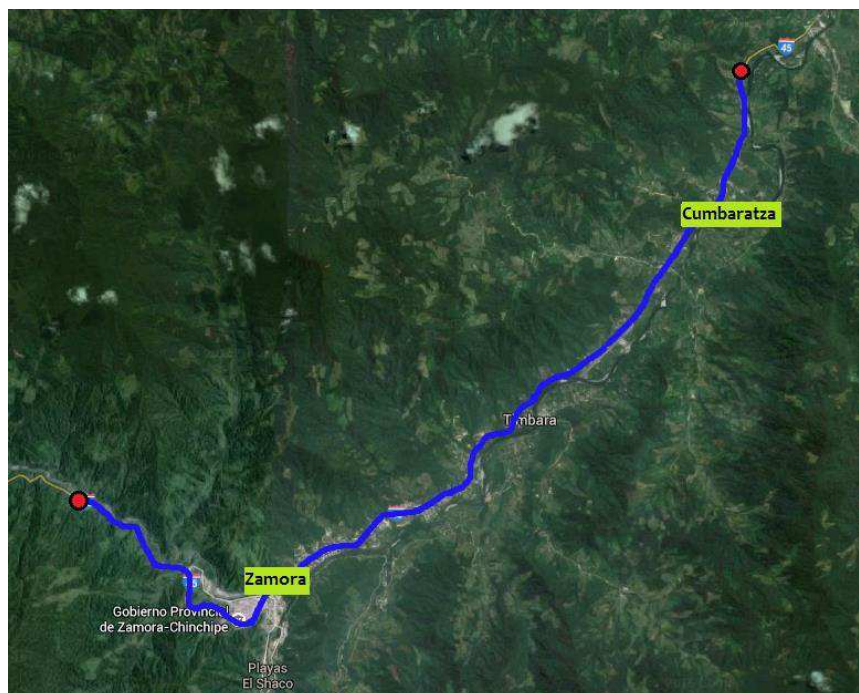 45
Cumbaratza
Timbara
Zamora
Gobierno Provincial
de Zamora-Chinchipe
Playas
El Shaco